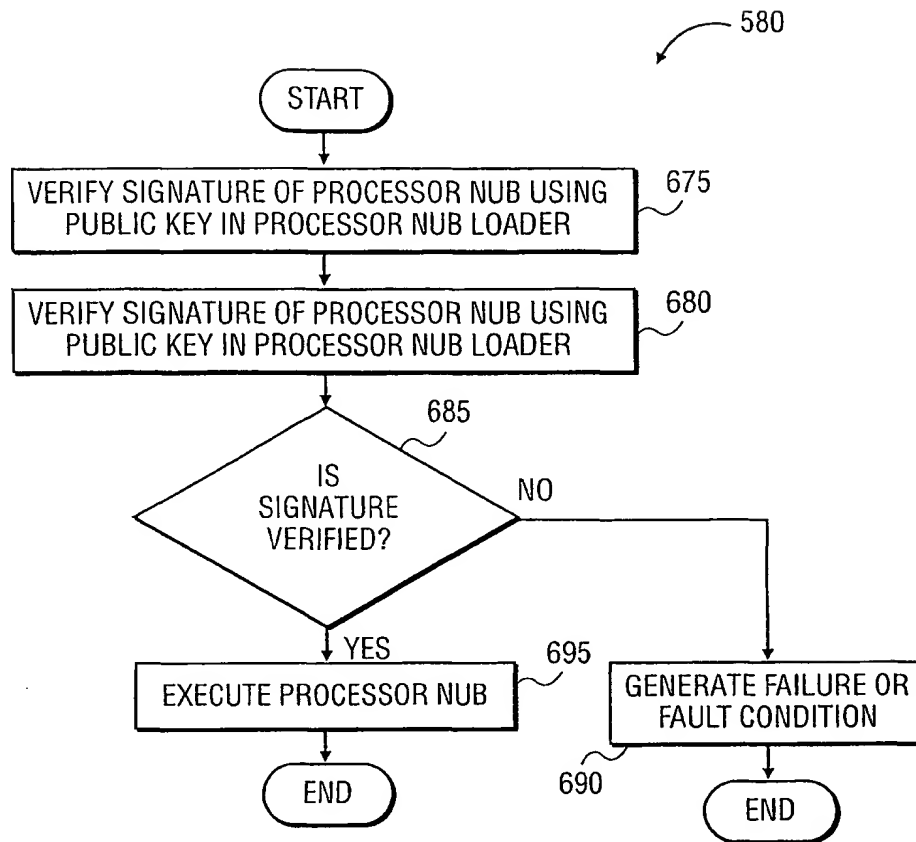 580
START
VERIFY SIGNATURE OF PROCESSOR NUB USING
PUBLIC KEY IN PROCESSOR NUB LOADER
675
VERIFY SIGNATURE OF PROCESSOR NUB USING
PUBLIC KEY IN PROCESSOR NUB LOADER
680
685
IS
SIGNATURE
VERIFIED?
NO
YES
EXECUTE PROCESSOR NUB
695
GENERATE FAILURE OR
FAULT CONDITION
690
END
END